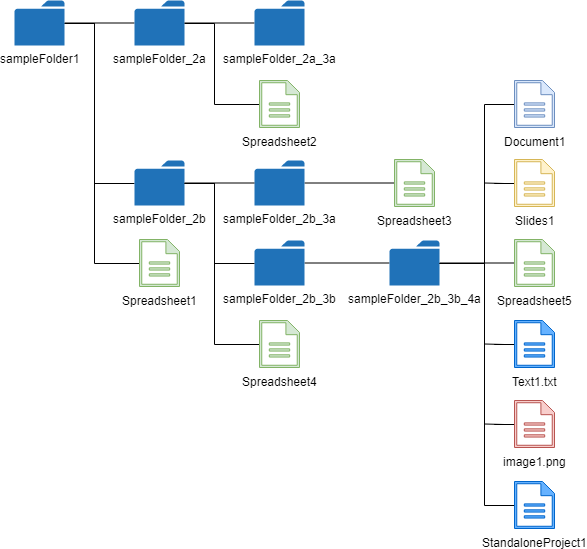 sampleFolder1
sampleFolder_2a
sampleFolder_2a_3a
Spreadsheet2
Document1
sampleFolder_2b
sampleFolder_2b_3a
Spreadsheet3
Slides1
Spreadsheet1
sampleFolder_2b_3b
sampleFolder_2b_3b_4a
Spreadsheet5
Spreadsheet4
Text1.txt
image1.png
StandaloneProject1